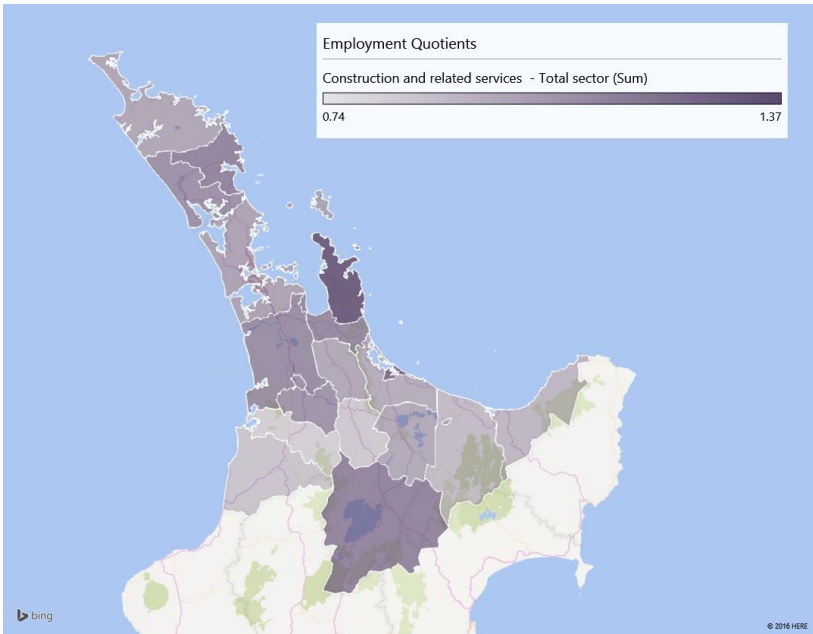 Employment Quotients
Construction and related services - Total sector (Sum)
0.74 1.37
bing
© 2016 HERE